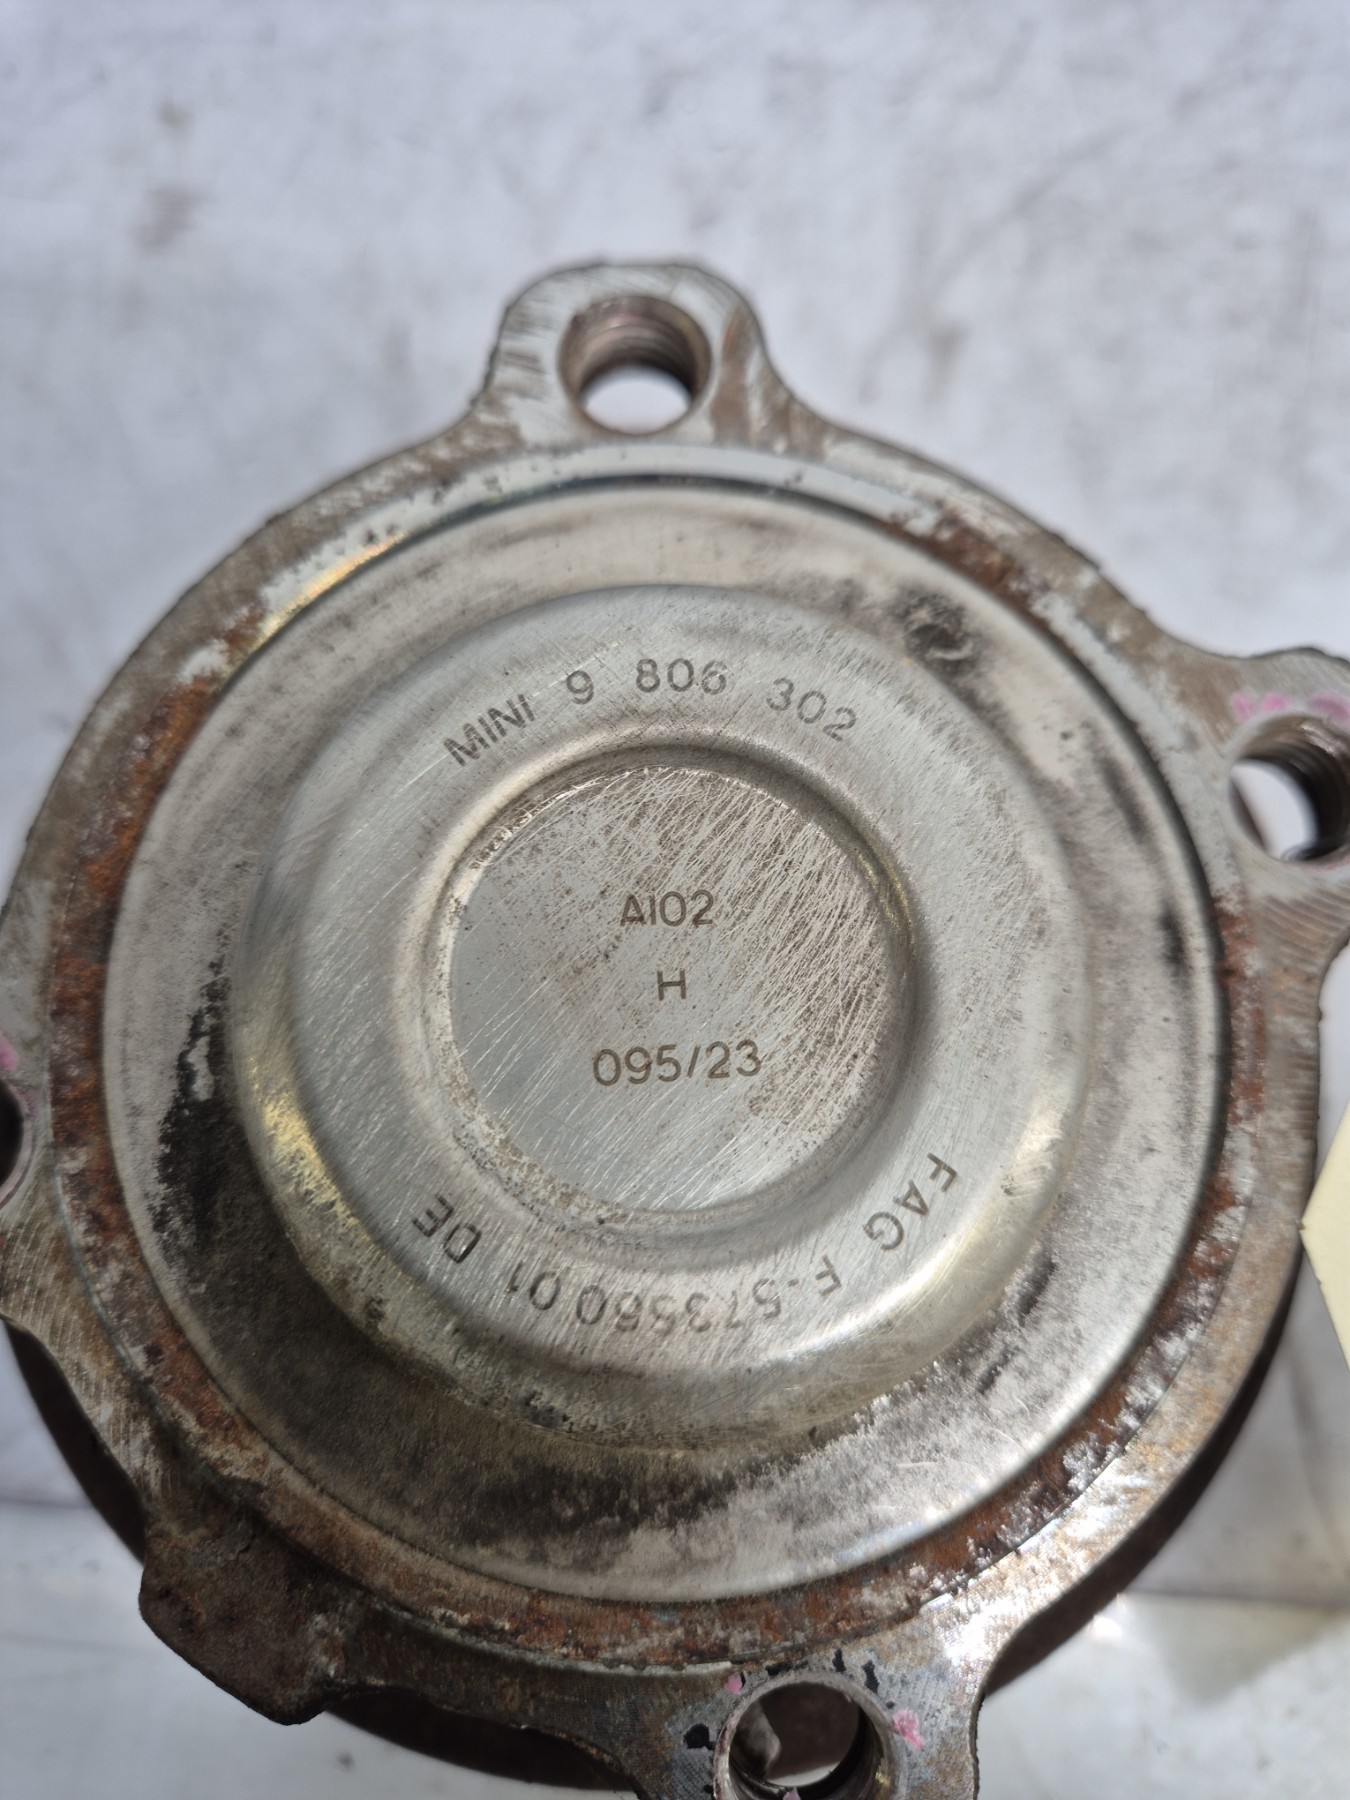 MINI 9 806 302
A102
H
095/23
FAG F-573560.01 DE